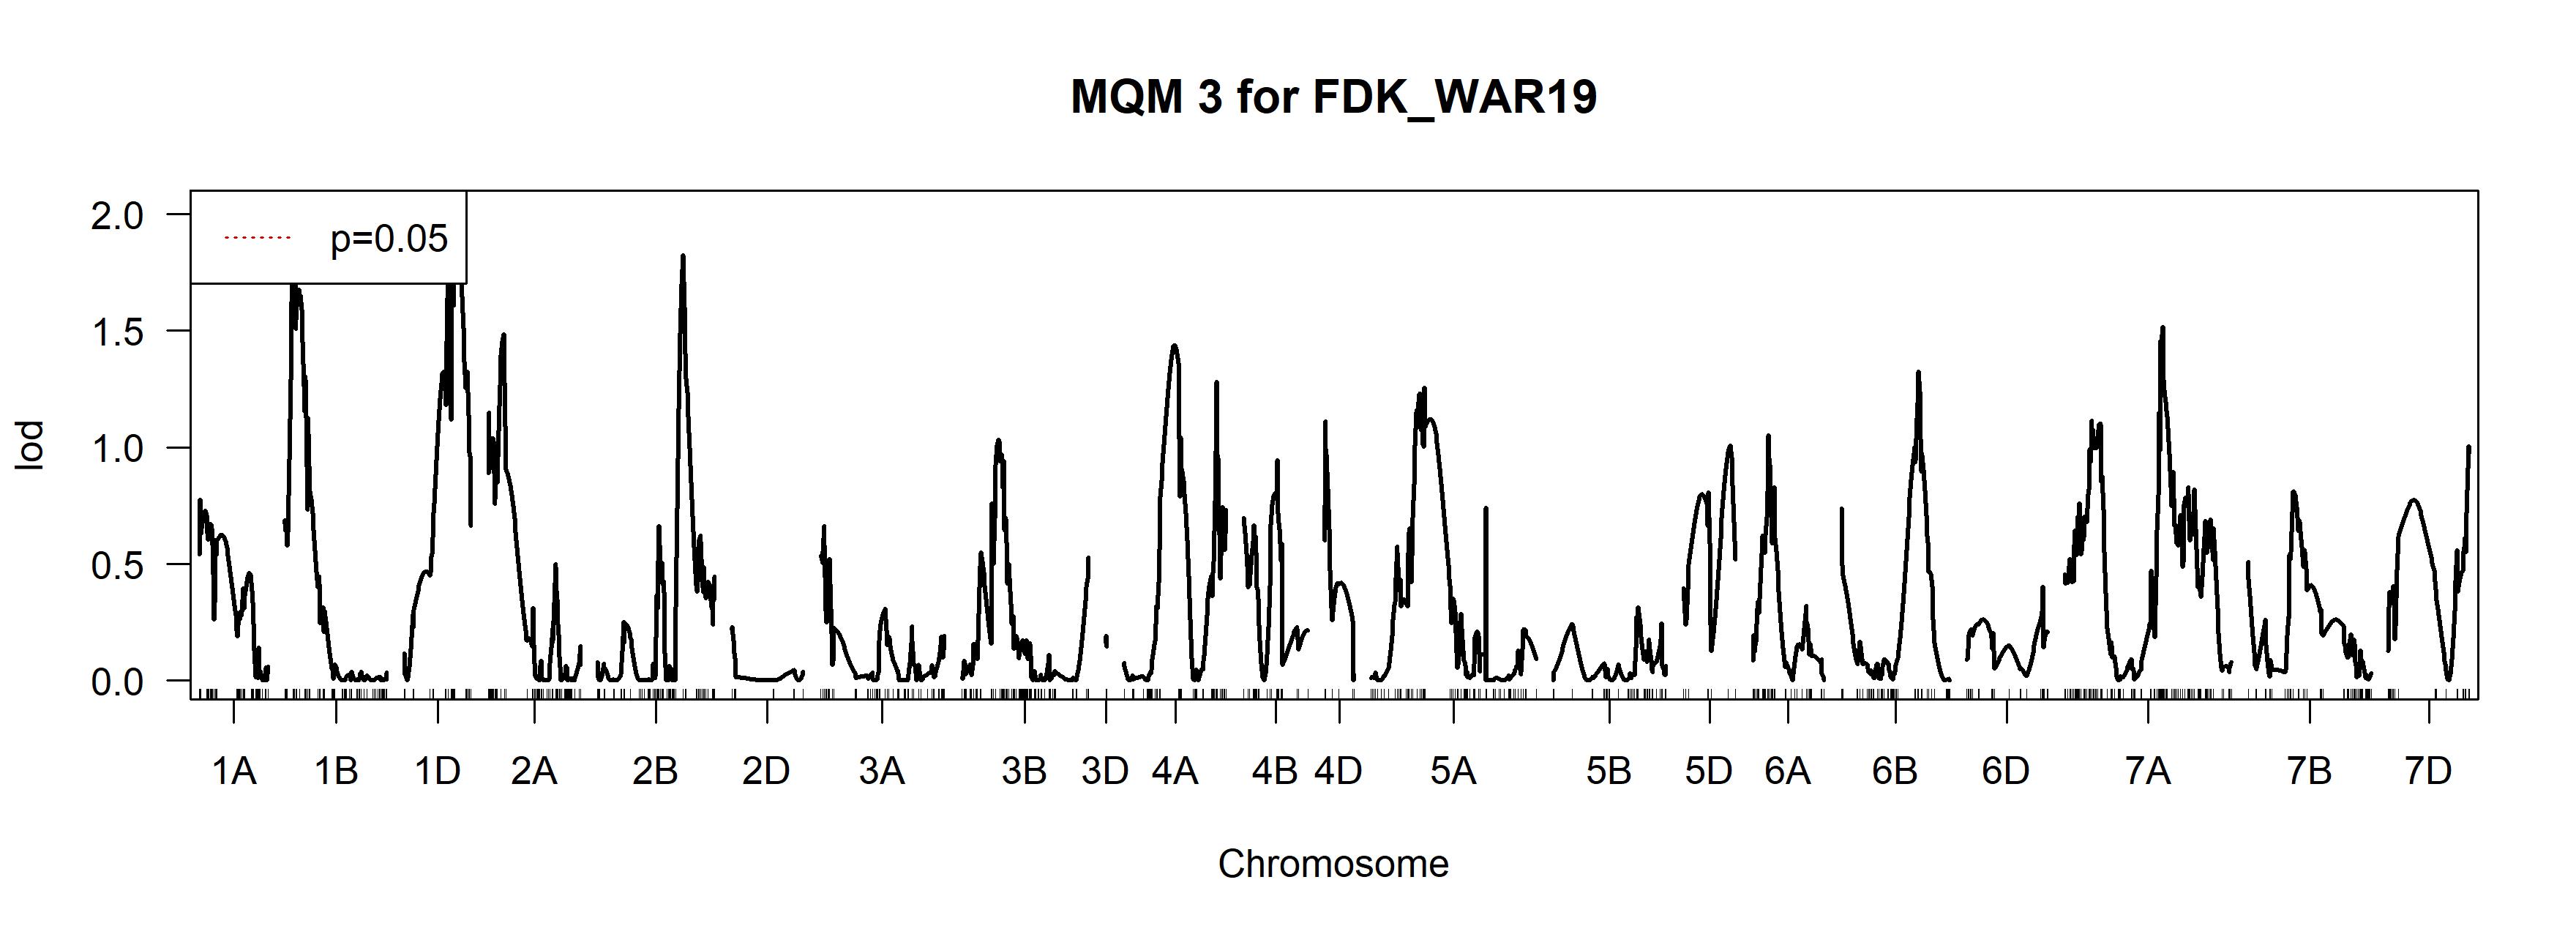 MQM 3 for FDK_WAR19
p=0.05
2.0
1.5
1.0
0.5
0.0
lod
1A 1B 1D 2A 2B 2D 3A 3B 3D 4A 4B 4D 5A 5B 5D 6A 6B 6D 7A 7B 7D
Chromosome